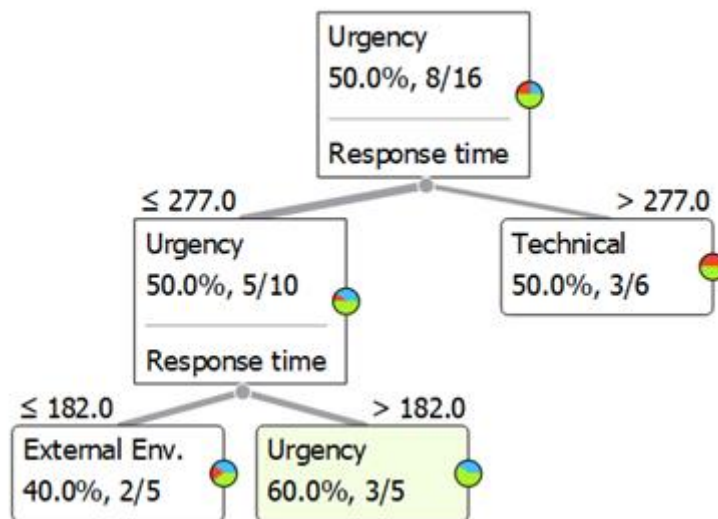 Urgency
50.0%, 8/16
Response time
≤ 277.0
> 277.0
Urgency
50.0%, 5/10
Response time
Technical
50.0%, 3/6
≤ 182.0
> 182.0
External Env.
40.0%, 2/5
Urgency
60.0%, 3/5